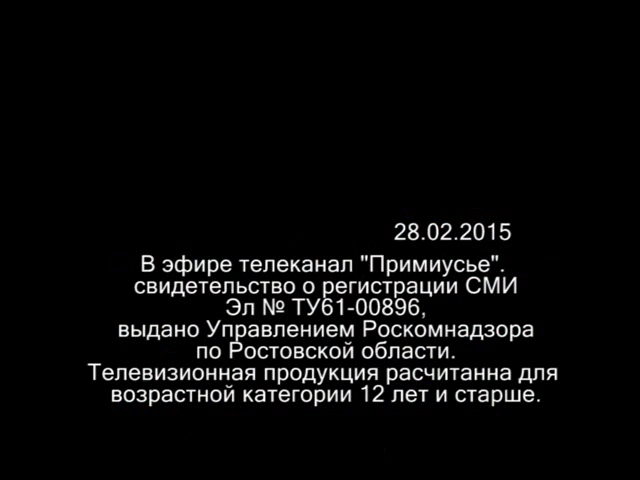 28.02.2015
В эфире телеканал "Примиусье".
свидетельство о регистрации СМИ
Эл № ТУ61-00896,
выдано Управлением Роскомнадзора
по Ростовской области.
Телевизионная продукция расчитанна для
возрастной категории 12 лет и старше.